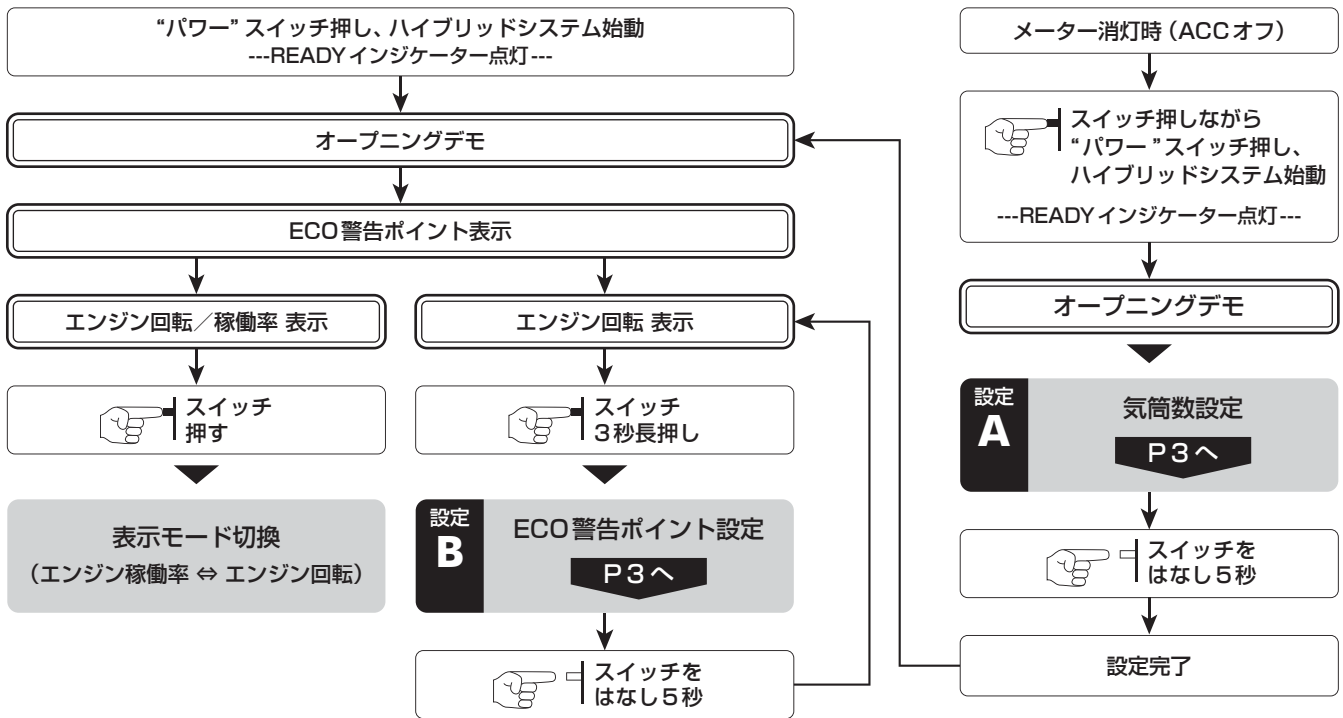 “パワー” スイッチ押し、ハイブリッドシステム始動
---READYインジケーター点灯---
オープニングデモ
ECO警告ポイント表示
エンジン回転／稼働率 表示
スイッチ
押す
表示モード切換
（エンジン稼働率 ⇔ エンジン回転）
エンジン回転 表示
スイッチ
3秒長押し
設定
B
ECO警告ポイント設定
P3へ
スイッチを
はなし5秒
メーター消灯時（ACCオフ）
スイッチ押しながら
“パワー ”スイッチ押し、
ハイブリッドシステム始動
---READYインジケーター点灯---
オープニングデモ
設定
A
気筒数設定
P3へ
スイッチを
はなし5秒
設定完了